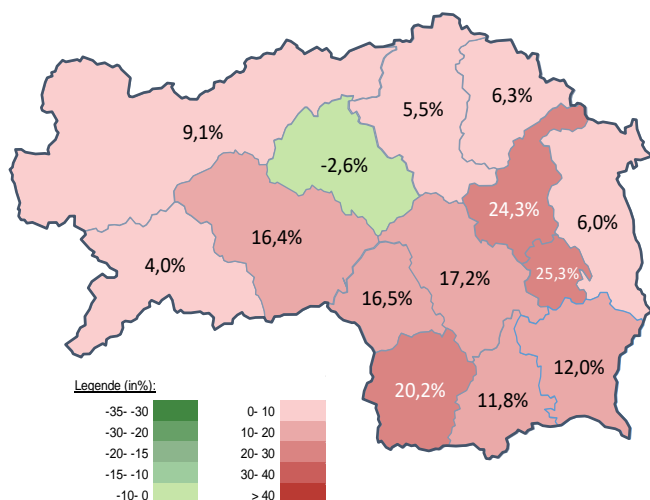 6,3%
5,5%
9,1%
-2,6%
24,3%
6,0%
16,4%
4,0%
17,2%
25,3%
16,5%
12,0%
20,2%
11,8%
Legende (in%):
-35- -30 0- 10
-30- -20 10- 20
-20- -15 20- 30
-15- -10 30- 40
-10- 0 > 40